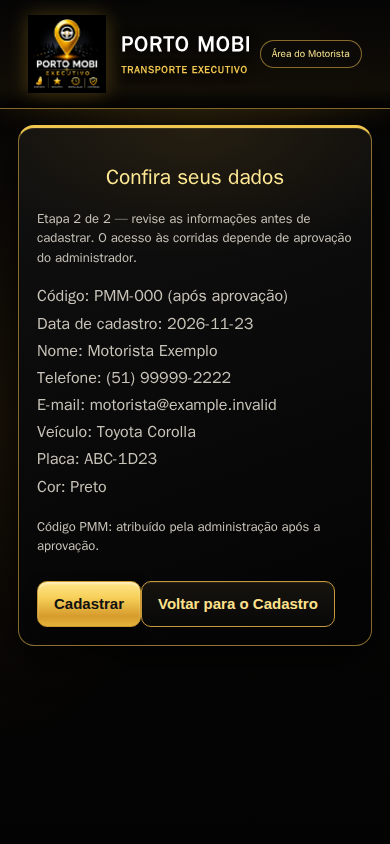 PORTO MOBI
EXECUTIVO
PORTO MOBI
TRANSPORTE EXECUTIVO
Área do Motorista
Confira seus dados
Etapa 2 de 2 — revise as informações antes de
cadastrar. O acesso às corridas depende de aprovação
do administrador.
Código: PMM-000 (após aprovação)
Data de cadastro: 2026-11-23
Nome: Motorista Exemplo
Telefone: (51) 99999-2222
E-mail: motorista@example.invalid
Veículo: Toyota Corolla
Placa: ABC-1D23
Cor: Preto
Código PMM: atribuído pela administração após a
aprovação.
Cadastrar
Voltar para o Cadastro